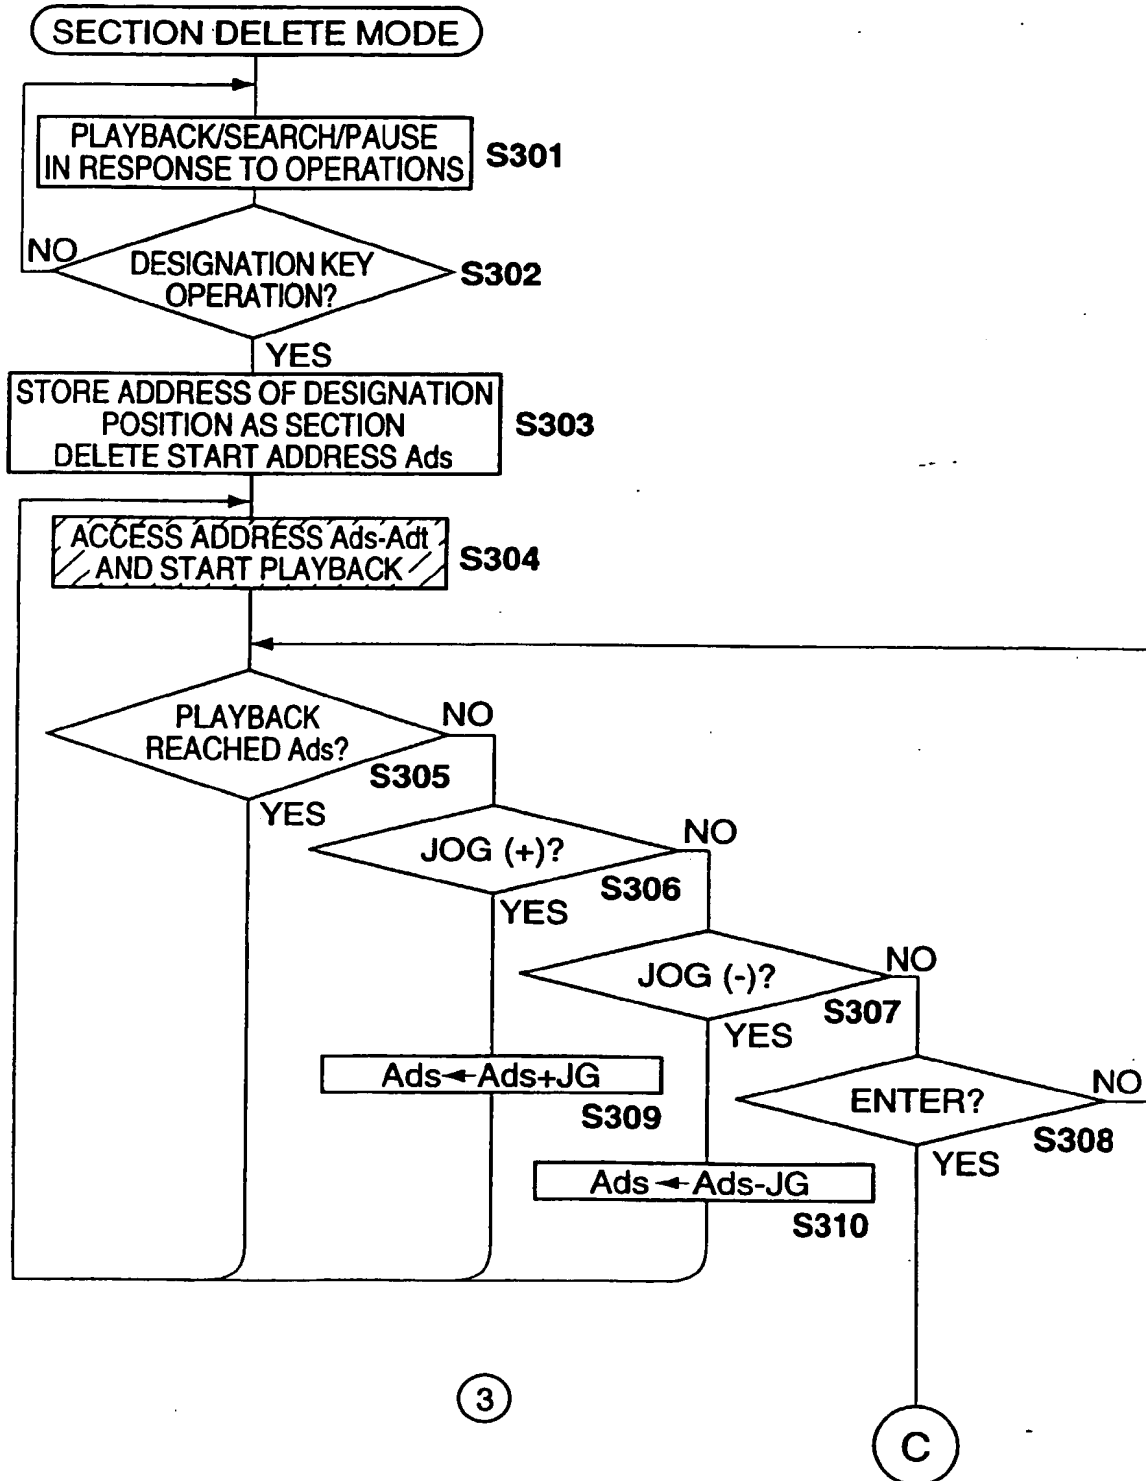 SECTION DELETE MODE
PLAYBACK/SEARCH/PAUSE
IN RESPONSE TO OPERATIONS
S301
NO
DESIGNATION KEY
OPERATION?
S302
YES
STORE ADDRESS OF DESIGNATION
POSITION AS SECTION
DELETE START ADDRESS Ads
S303
ACCESS ADDRESS Ads-Adt
AND START PLAYBACK
S304
PLAYBACK
REACHED Ads?
NO
S305
YES
JOG (+)?
NO
S306
YES
JOG (-)?
NO
S307
YES
Ads←Ads+JG
S309
ENTER?
NO
S308
YES
Ads←Ads-JG
S310
3
C